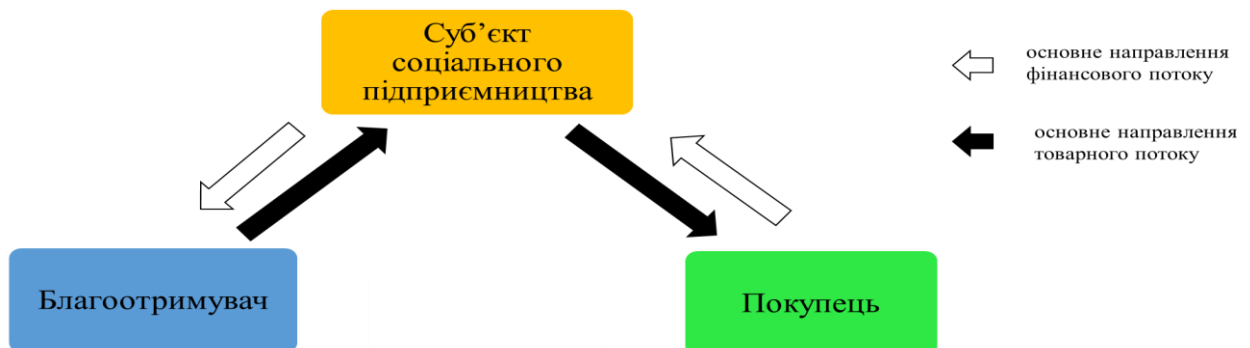 Суб’єкт
соціального
підприємництва
основне направлення
фінансового потоку
основне направлення
товарного потоку
Благоотримувач
Покупець